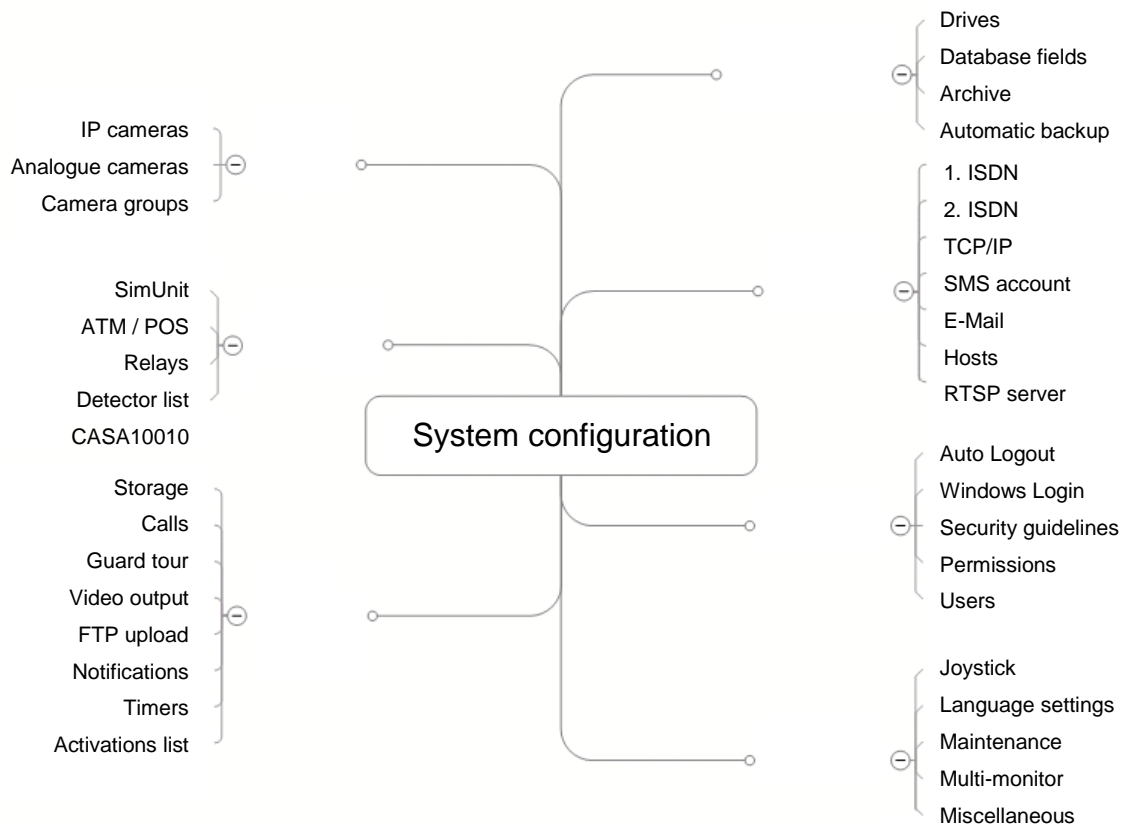 IP cameras
Analogue cameras
Camera groups
SimUnit
ATM / POS
Relays
Detector list
CASA10010
Storage
Calls
Guard tour
Video output
FTP upload
Notifications
Timers
Activations list
System configuration
Drives
Database fields
Archive
Automatic backup
1. ISDN
2. ISDN
TCP/IP
SMS account
E-Mail
Hosts
RTSP server
Auto Logout
Windows Login
Security guidelines
Permissions
Users
Joystick
Language settings
Maintenance
Multi-monitor
Miscellaneous